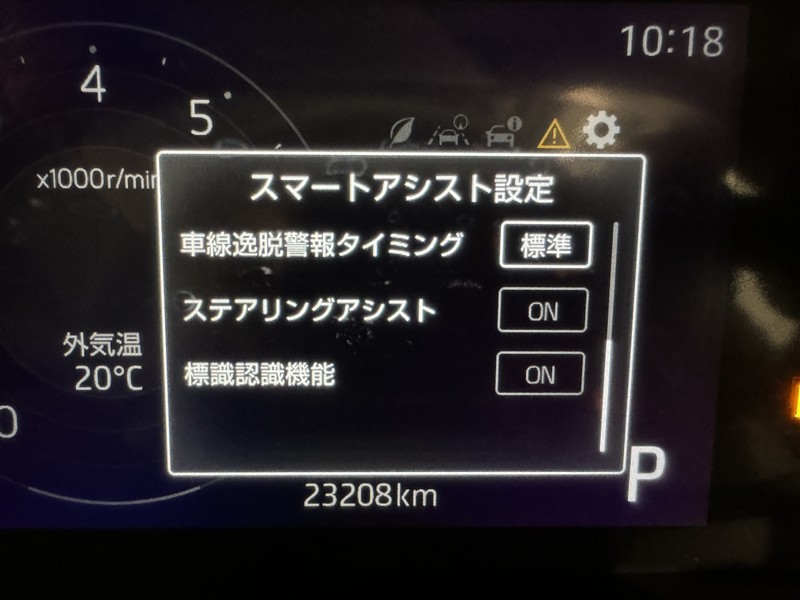 10:18
4
5
x1000r/min
スマートアシスト設定
車線逸脱警報タイミング 標準
ステアリングアシスト ON
外気温
20°C
標識認識機能 ON
0
P
23208km